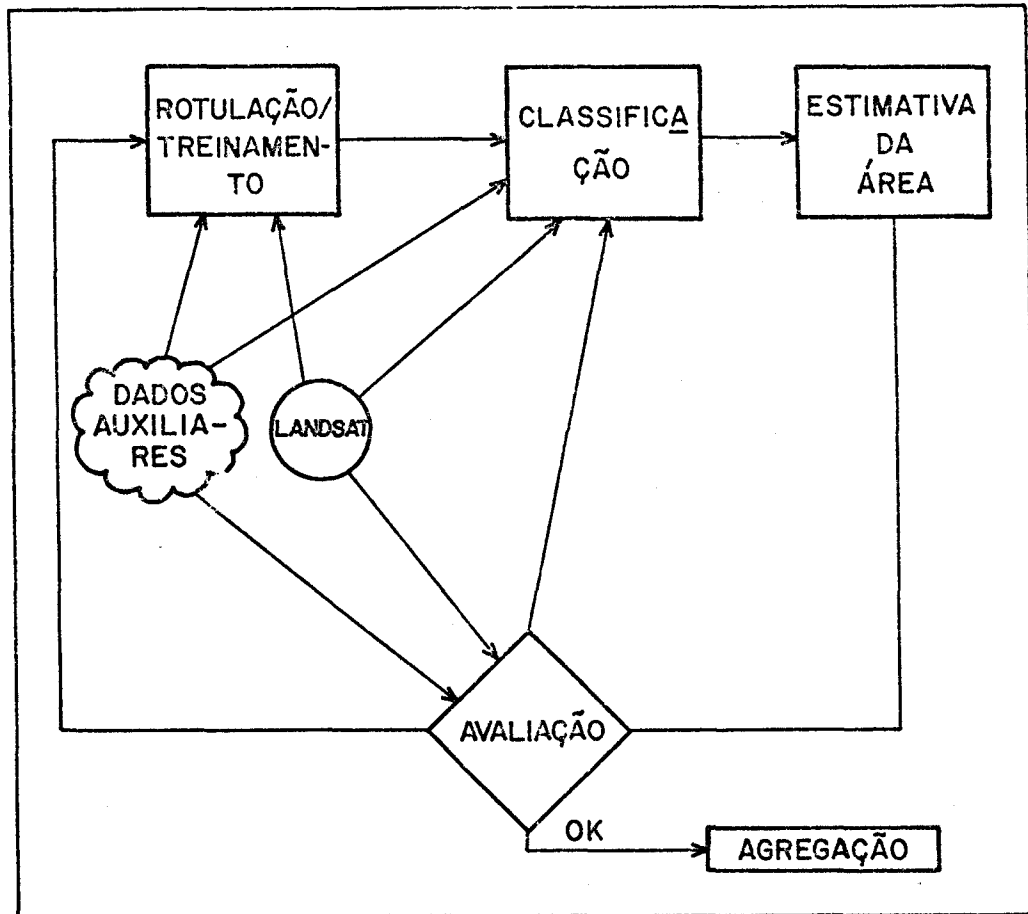 ROTULAÇÃO/
TREINAMEN-
TO
CLASSIFICA
ÇÃO
ESTIMATIVA
DA
ÁREA
DADOS
AUXILIA-
RES
LANDSAT
AVALIAÇÃO
OK
AGREGAÇÃO